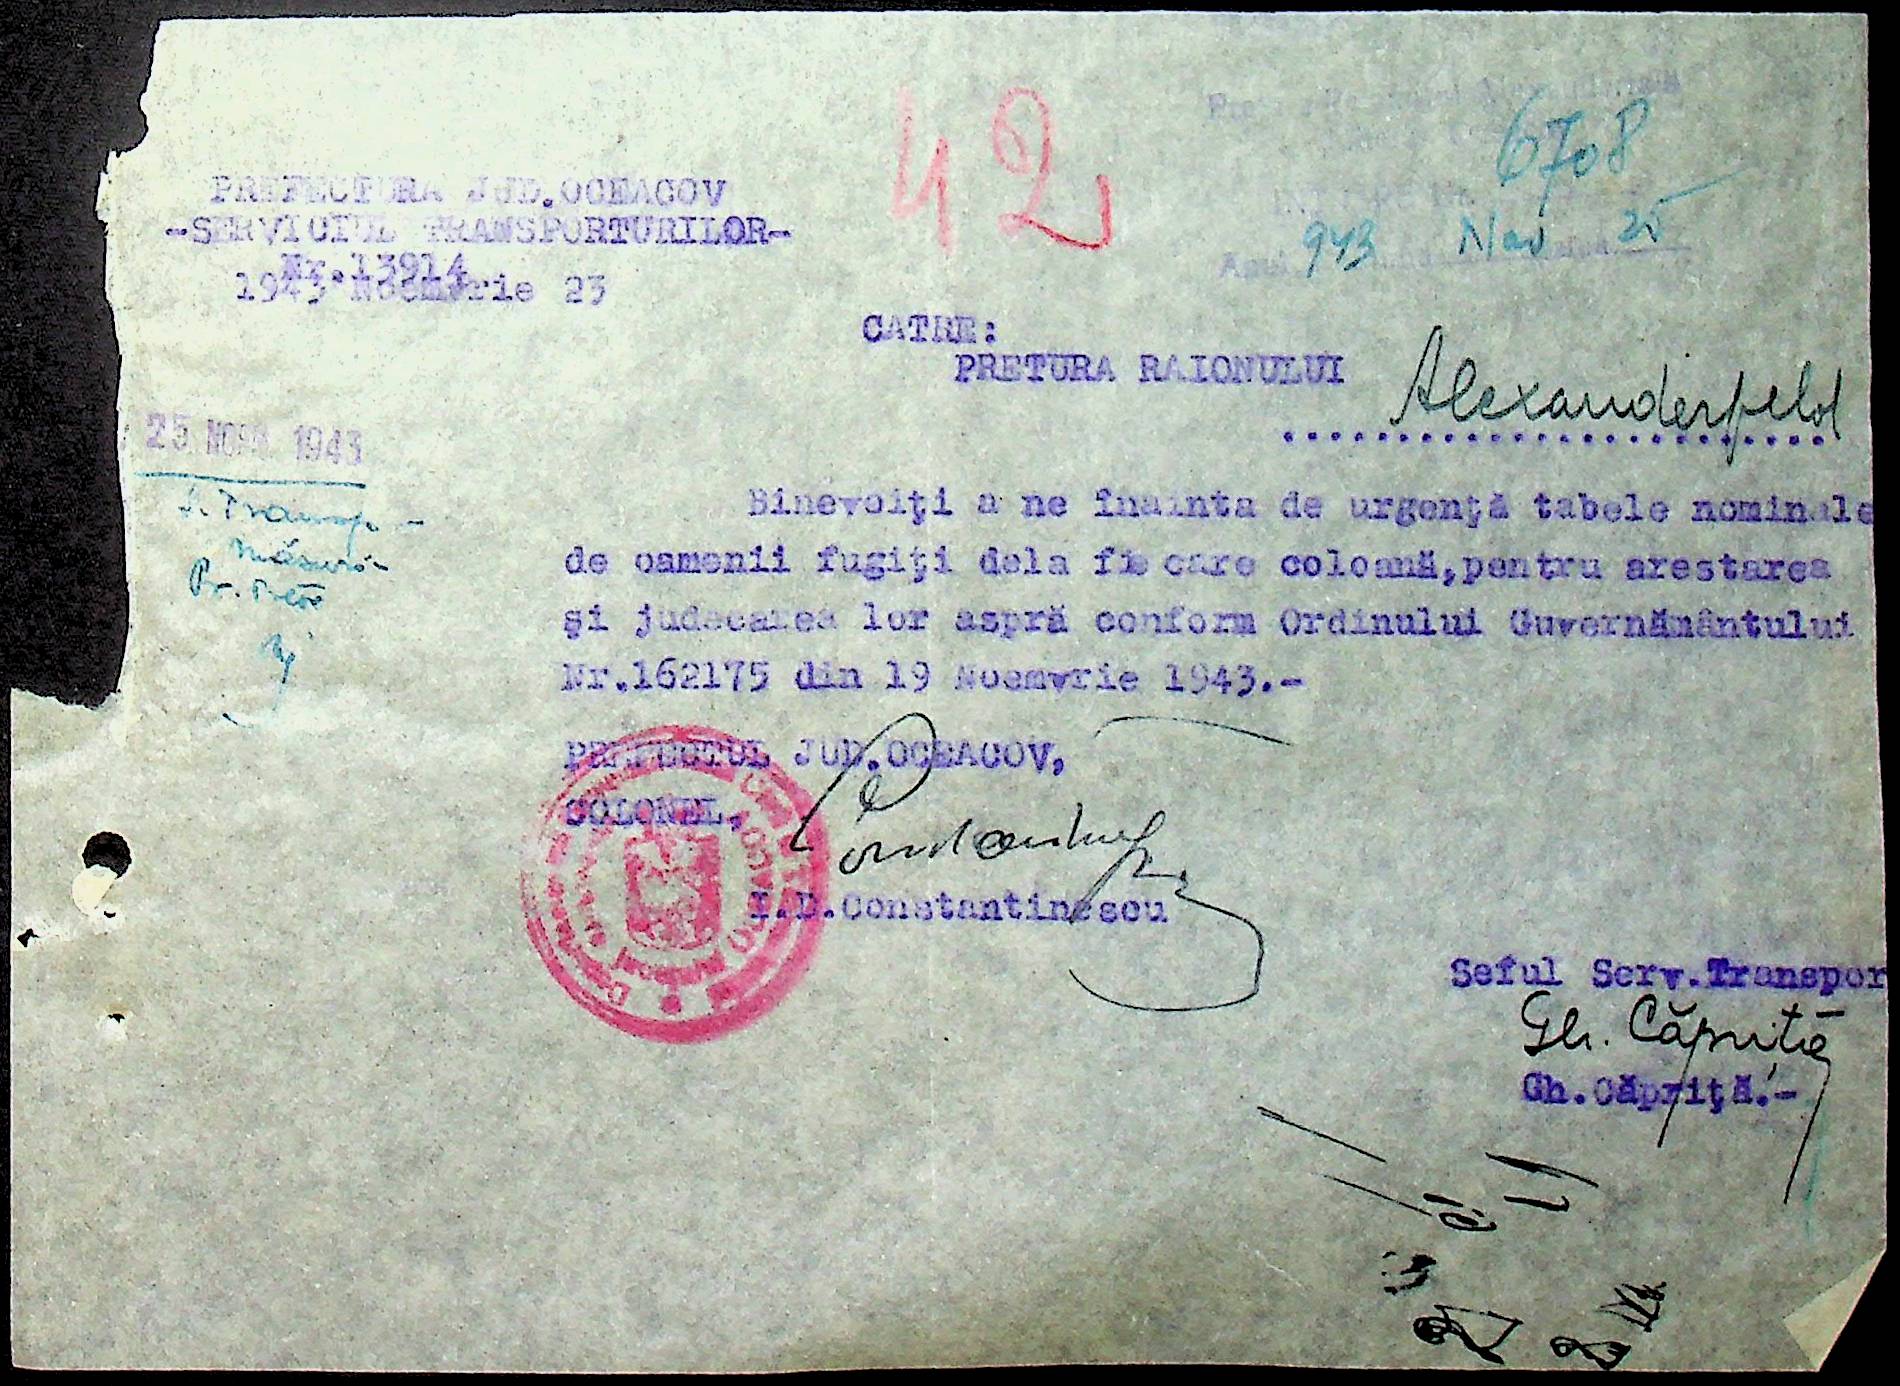 42
6708
943 Nov 25
PREFECTURA JUD.OCEACOV
-SERVICIUL TRANSPORTURILOR-
Nr.13914
1943 Noemvrie 23
CATRE:
PRETURA RAIONULUI Alexanderfeld
25 NOEM. 1943
măsuri-
Binevoiţi a ne înainta de urgenţă tabele nominale
de oamenii fugiţi dela fie care coloană,pentru arestarea
şi judecarea lor aspră conform Ordinului Guvernământului
Nr.162175 din 19 Noemvrie 1943.-
PREFECTUL JUD.OCEACOV,
COLONEL,
I.D.Constantinescu
Seful Serv.Transpor
Gh. Căpriţă
Gh.Căpriţă.-